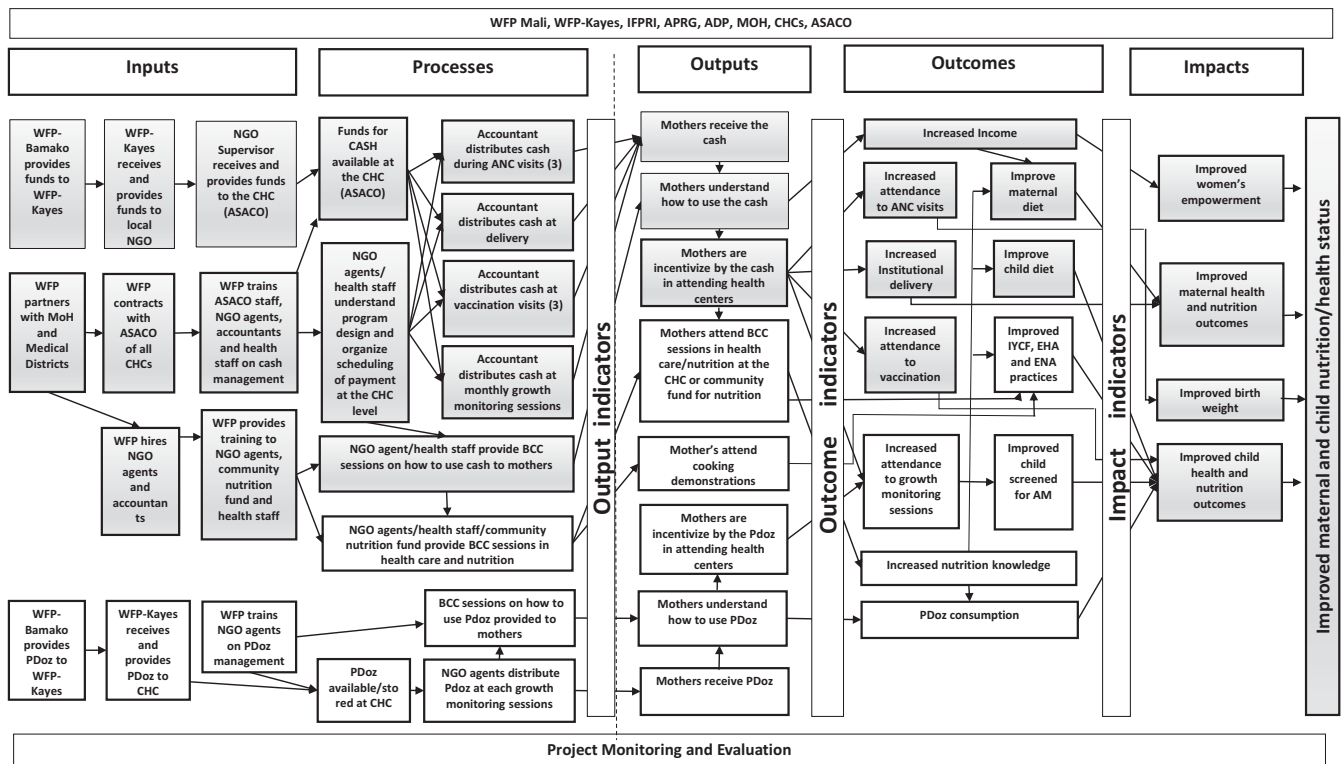 WFP Mali, WFP-Kayes, IFPRI, APRG, ADP, MOH, CHCs, ASACO
Inputs
Processes
Outputs
Outcomes
Impacts
WFP-
Bamako
provides
funds to
WFP-
Kayes
WFP-
Kayes
receives
and
provides
funds to
local
NGO
NGO
Supervisor
receives and
provides funds
to the CHC
(ASACO)
WFP
partners
with MoH
and
Medical
Districts
WFP
contracts
with
ASACO
of all
CHCs
WFP trains
ASACO staff,
NGO agents,
accountants
and health
staff on cash
management
WFP hires
NGO
agents
and
accountan
ts
WFP provides
training to
NGO agents,
community
nutrition
fund and
health staff
WFP-
Bamako
provides
PDoz to
WFP-
Kayes
WFP-Kayes
receives
and
provides
PDoz to
CHC
WFP trains
NGO agents
on PDoz
management
Funds for
CASH
available at
the CHC
(ASACO)
NGO
agents/
health staff
understand
program
design and
organize
scheduling
of payment
at the CHC
level
Accountant
distributes cash
during ANC visits (3)
Accountant
distributes cash at
delivery
Accountant
distributes cash at
vaccination visits (3)
Accountant
distributes cash at
monthly growth
monitoring sessions
NGO agent/health staff provide BCC
sessions on how to use cash to mothers
NGO agents/health staff/community
nutrition fund provide BCC sessions in
health care and nutrition
BCC sessions on how to
use Pdoz provided to
mothers
PDoz
available/sto
red at CHC
NGO agents distribute
Pdoz at each growth
monitoring sessions
Output indicators
Mothers receive the
cash
Mothers understand
how to use the cash
Mothers are
incentivize by the cash
in attending health
centers
Mothers attend BCC
sessions in health
care/nutrition at the
CHC or community
fund for nutrition
Mother's attend
cooking
demonstrations
Mothers are
incentivize by the Pdoz
in attending health
centers
Mothers understand
how to use PDoz
Mothers receive PDoz
Outcome indicators
Increased Income
Increased
attendance
to ANC visits
Improve
maternal
diet
Increased
Institutional
delivery
Improve
child diet
Increased
attendance
to
vaccination
Improved
IYCF, EHA
and ENA
practices
Increased
attendance
to growth
monitoring
sessions
Improved
child
screened
for AM
Increased nutrition knowledge
PDoz consumption
Impact indicators
Improved
women's
empowerment
Improved
maternal health
and nutrition
outcomes
Improved birth
weight
Improved child
health and
nutrition
outcomes
Improved maternal and child nutrition/health status
Project Monitoring and Evaluation